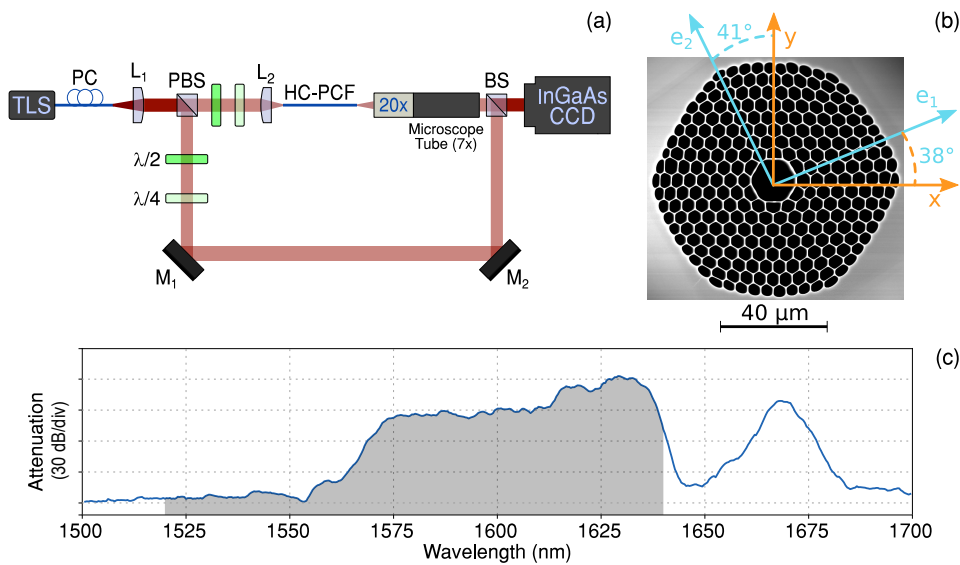 (a)
TLS
PC
L₁
PBS
L₂
HC-PCF
20x
Microscope
Tube (7x)
BS
InGaAs
CCD
λ/2
λ/4
M₁
M₂
(b)
e₂
41°
y
e₁
38°
x
40 μm
(c)
Attenuation
(30 dB/div)
1500
1525
1550
1575
1600
1625
1650
1675
1700
Wavelength (nm)